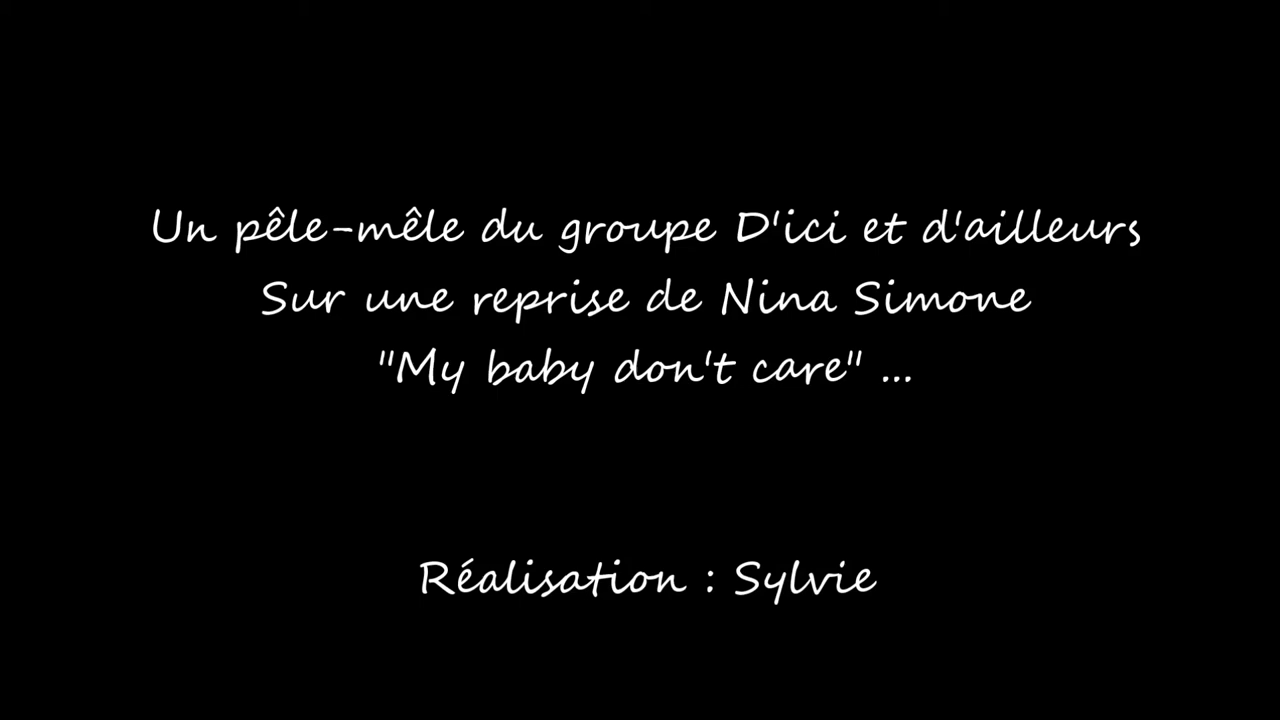 Un pêle-mêle du groupe D'ici et d'ailleurs
Sur une reprise de Nina Simone
"My baby don't care" ...
Réalisation : Sylvie